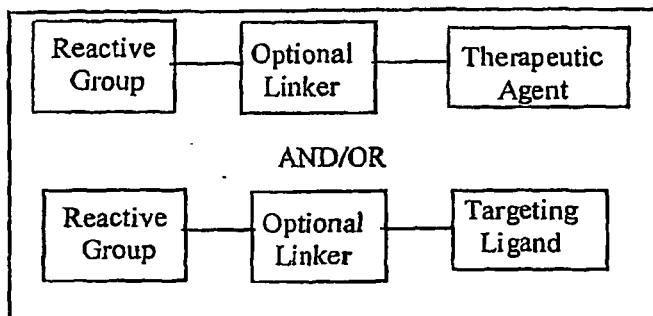 Reactive Group
Optional Linker
Therapeutic Agent
AND/OR
Reactive Group
Optional Linker
Targeting Ligand